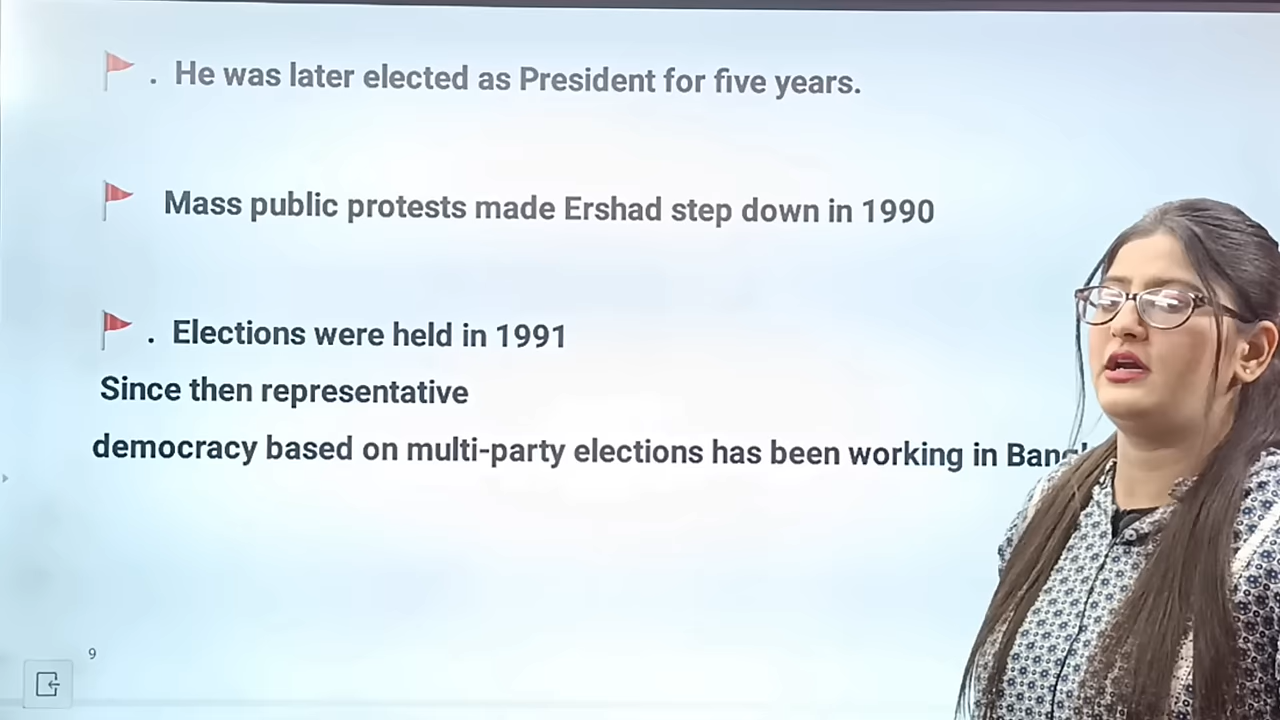 . He was later elected as President for five years.
Mass public protests made Ershad step down in 1990
. Elections were held in 1991
Since then representative
democracy based on multi-party elections has been working in
9